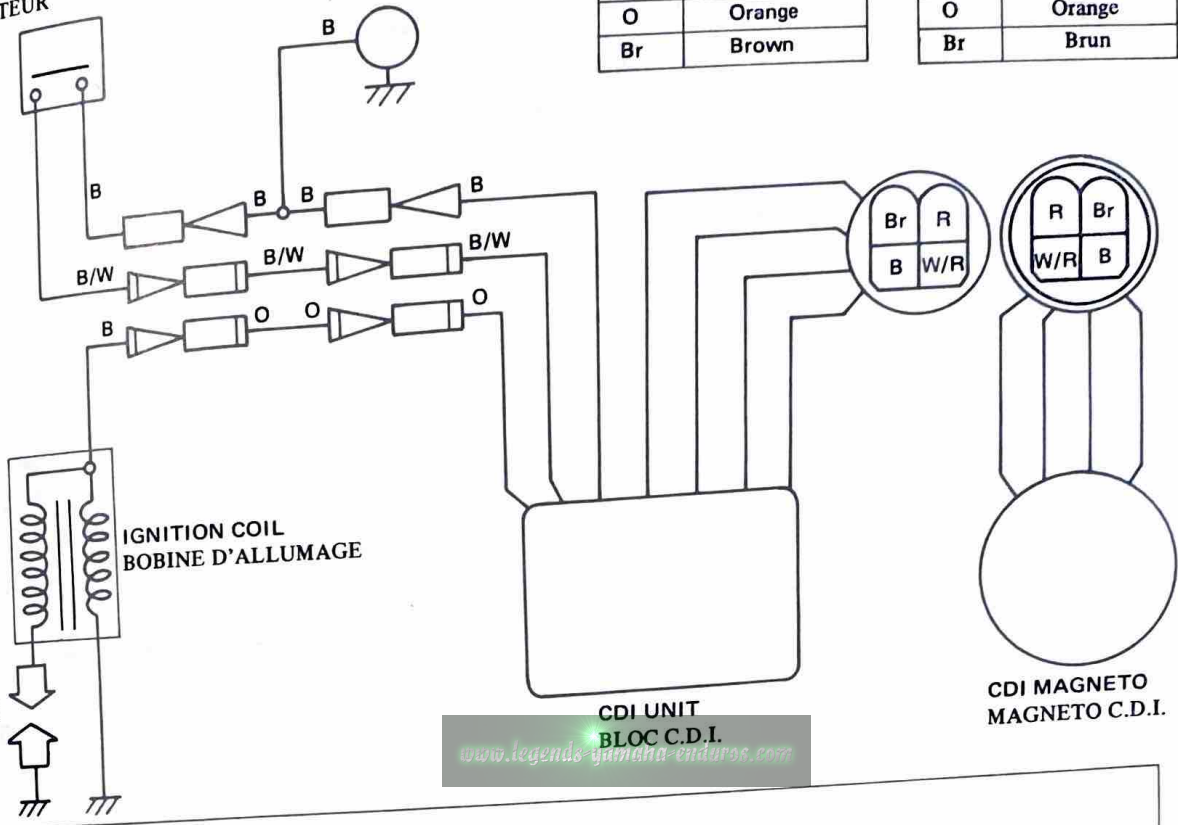 TEUR
O Orange
Br Brown
O Orange
Br Brun
B
B
B
B
B
B/W
B/W
B/W
B
O
O
O
Br R
B W/R
R Br
W/R B
IGNITION COIL
BOBINE D'ALLUMAGE
CDI UNIT
BLOC C.D.I.
CDI MAGNETO
MAGNETO C.D.I.
www.legends-yamaha-enduros.com